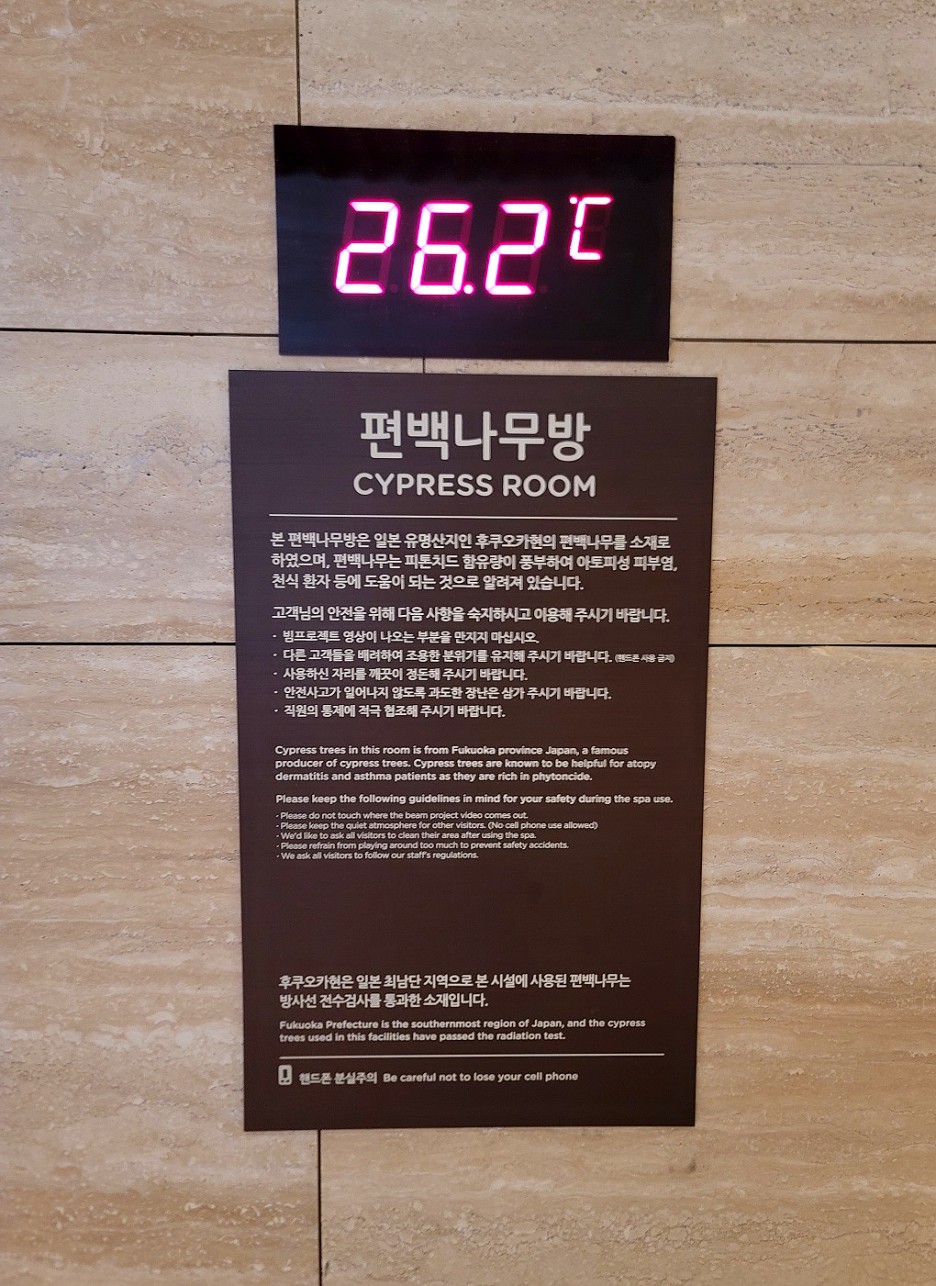 26.2℃
편백나무방
CYPRESS ROOM
본 편백나무방은 일본 유명산지인 후쿠오카현의 편백나무를 소재로
하였으며, 편백나무는 피톤치드 함유량이 풍부하여 아토피성 피부염,
천식 환자 등에 도움이 되는 것으로 알려져 있습니다.
고객님의 안전을 위해 다음 사항을 숙지하시고 이용해 주시기 바랍니다.
· 빔프로젝트 영상이 나오는 부분을 만지지 마십시오.
· 다른 고객들을 배려하여 조용한 분위기를 유지해 주시기 바랍니다. (핸드폰 사용 금지)
· 사용하신 자리를 깨끗이 정돈해 주시기 바랍니다.
· 안전사고가 일어나지 않도록 과도한 장난은 삼가 주시기 바랍니다.
· 직원의 통제에 적극 협조해 주시기 바랍니다.
Cypress trees in this room is from Fukuoka province Japan, a famous
producer of cypress trees. Cypress trees are known to be helpful for atopy
dermatitis and asthma patients as they are rich in phytoncide.
Please keep the following guidelines in mind for your safety during the spa use.
· Please do not touch where the beam project video comes out.
· Please keep the quiet atmosphere for other visitors. (No cell phone use allowed)
· We'd like to ask all visitors to clean their area after using the spa.
· Please refrain from playing around too much to prevent safety accidents.
· We ask all visitors to follow our staff's regulations.
후쿠오카현은 일본 최남단 지역으로 본 시설에 사용된 편백나무는
방사선 전수검사를 통과한 소재입니다.
Fukuoka Prefecture is the southernmost region of Japan, and the cypress
trees used in this facilities have passed the radiation test.
핸드폰 분실주의 Be careful not to lose your cell phone